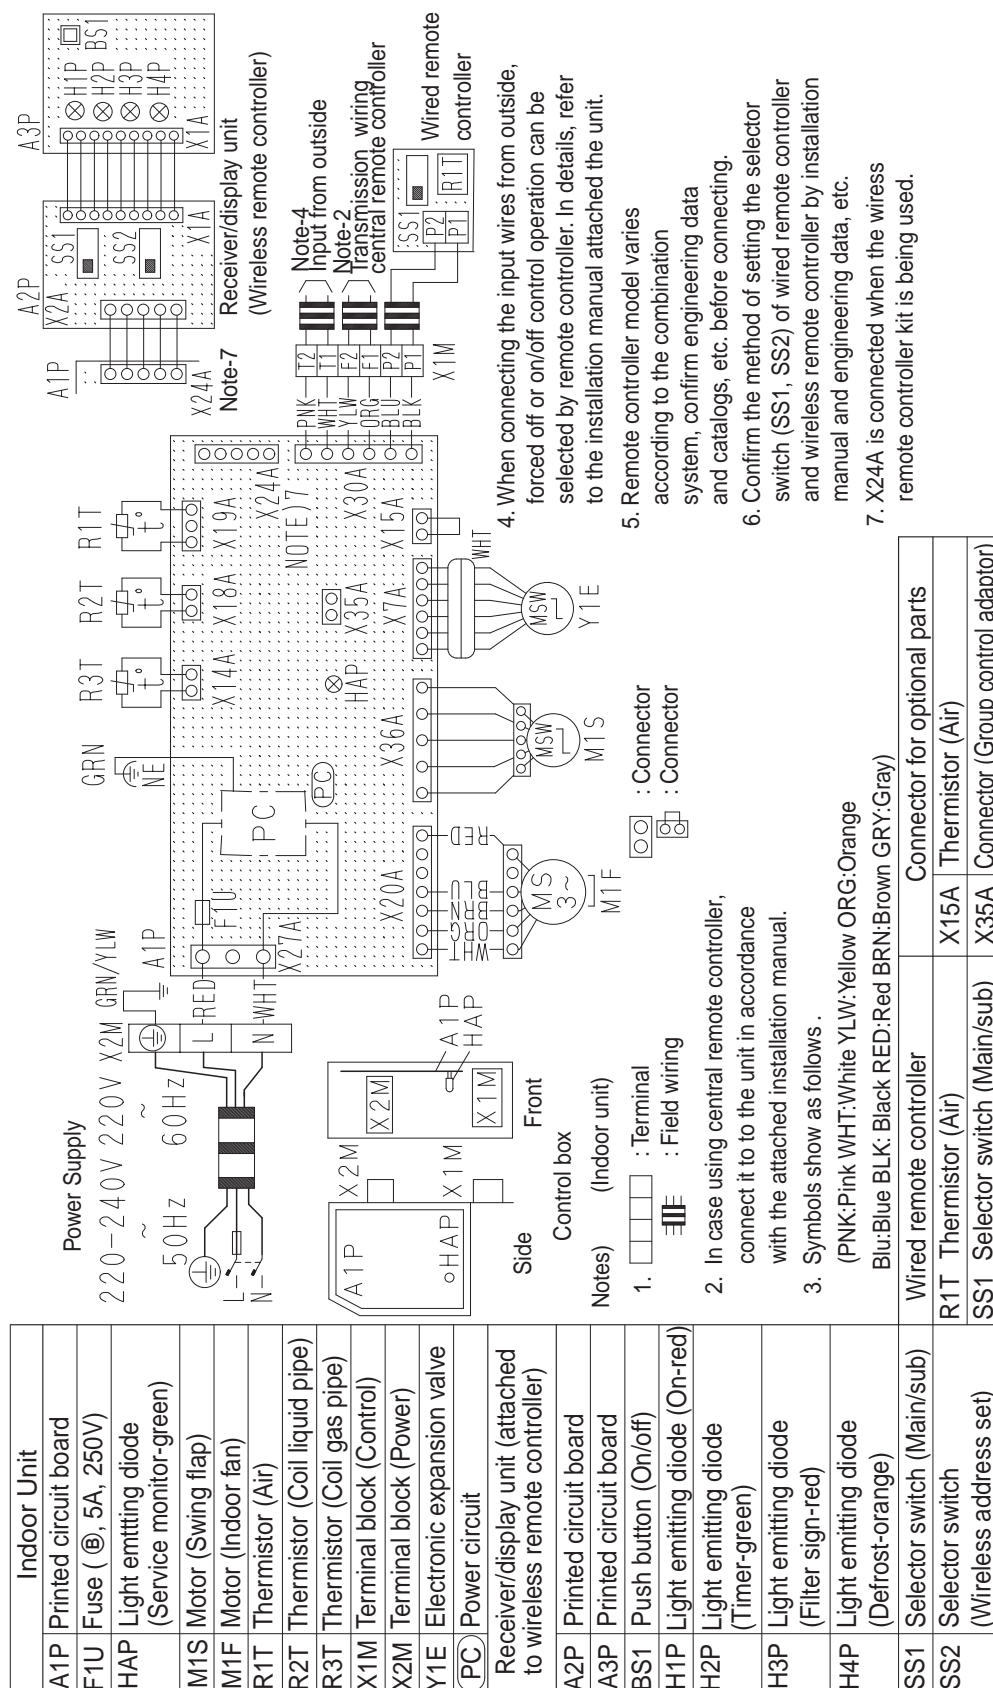 Indoor Unit
A1P Printed circuit board
F1U Fuse ( Ⓑ, 5A, 250V)
HAP Light emitting diode
(Service monitor-green)
M1S Motor (Swing flap)
M1F Motor (Indoor fan)
R1T Thermistor (Air)
R2T Thermistor (Coil liquid pipe)
R3T Thermistor (Coil gas pipe)
X1M Terminal block (Control)
X2M Terminal block (Power)
Y1E Electronic expansion valve
PC Power circuit
Receiver/display unit (attached
to wireless remote controller)
A2P Printed circuit board
A3P Printed circuit board
BS1 Push button (On/off)
H1P Light emitting diode (On-red)
H2P Light emitting diode
(Timer-green)
H3P Light emitting diode
(Filter sign-red)
H4P Light emitting diode
(Defrost-orange)
SS1 Selector switch (Main/sub)
SS2 Selector switch
(Wireless address set)
Wired remote controller
R1T Thermistor (Air)
SS1 Selector switch (Main/sub)
Connector for optional parts
X15A Thermistor (Air)
X35A Connector (Group control adaptor)
Power Supply
220-240V 220V
~ ~
50Hz 60Hz
L
N
X2M
GRN/YLW
L RED
N WHT
A1P
X27A
F1U
PC
PC
GRN
NE
R3T
t°
X14A
R2T
t°
X18A
R1T
t°
X19A
HAP
X35A
X24A
NOTE)7
X30A
X20A
X36A
X7A
X15A
WHT
ORG
BRN
BLU
RED
MS
3~
M1F
MSW
M1S
MSW
Y1E
WHT
PNK T2
WHT T1
YLW F2
ORG F1
BLU P2
BLK P1
X1M
Note-4
Input from outside
Note-2
Transmission wiring
central remote controller
SS1
P2
P1
R1T
Wired remote
controller
A1P
X24A
Note-7
A2P
X2A
SS1
SS2
X1A
A3P
BS1
H1P
H2P
H3P
H4P
X1A
Receiver/display unit
(Wireless remote controller)
A1P
HAP
X2M
X1M
Side
X2M
X1M
A1P
HAP
Front
Control box
Notes) (Indoor unit)
1. : Terminal : Connector
: Field wiring : Connector
2. In case using central remote controller,
connect it to to the unit in accordance
with the attached installation manual.
3. Symbols show as follows .
(PNK:Pink WHT:White YLW:Yellow ORG:Orange
Blu:Blue BLK: Black RED:Red BRN:Brown GRY:Gray)
4. When connecting the input wires from outside,
forced off or on/off control operation can be
selected by remote controller. In details, refer
to the installation manual attached the unit.
5. Remote controller model varies
according to the combination
system, confirm engineering data
and catalogs, etc. before connecting.
6. Confirm the method of setting the selector
switch (SS1, SS2) of wired remote controller
and wireless remote controller by installation
manual and engineering data, etc.
7. X24A is connected when the wiress
remote controller kit is being used.